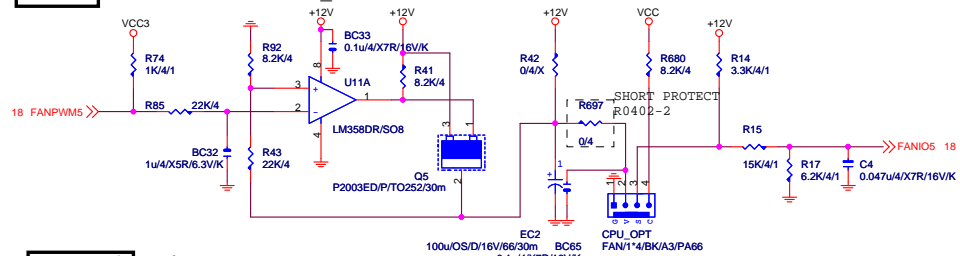 +12V
+12V
+12V
VCC
+12V
VCC3
R74
1K/4/1
R92
8.2K/4
BC33
0.1u/4/X7R/16V/K
R41
8.2K/4
R42
0/4/X
R680
8.2K/4
R14
3.3K/4/1
8
U11A
3
+
2
-
1
4
LM358DR/SO8
18 FANPWM5
R85
22K/4
BC32
1u/4/X5R/6.3V/K
R43
22K/4
3
1
2
Q5
P2003ED/P/TO252/30m
R697
0/4
SHORT PROTECT
R0402-2
R15
15K/4/1
FANIO5 18
R17
6.2K/4/1
C4
0.047u/4/X7R/16V/K
+
1
1
2
3
4
G
V
S
C
EC2
100u/OS/D/16V/66/30m
BC65
CPU_OPT
FAN/1*4/BK/A3/PA66